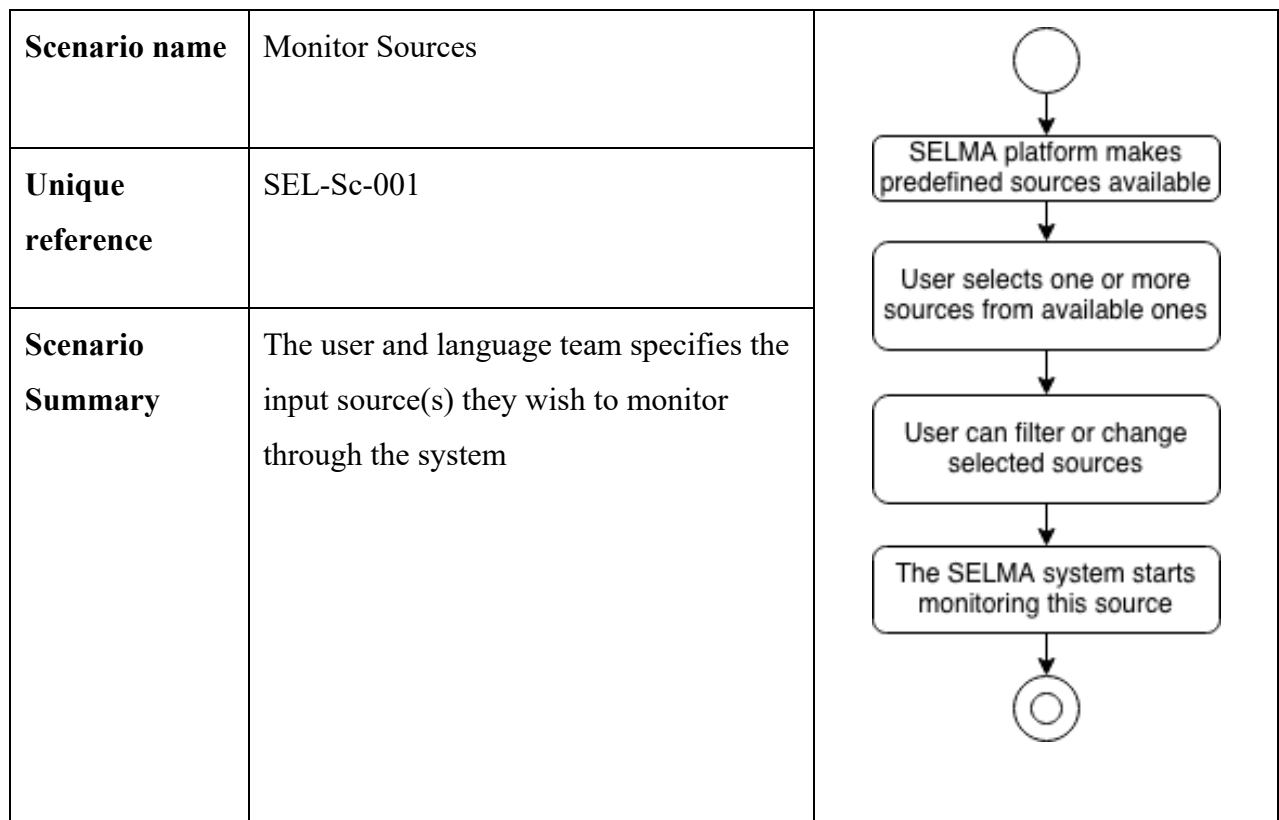 Scenario name
Monitor Sources
Unique
reference
SEL-Sc-001
Scenario
Summary
The user and language team specifies the
input source(s) they wish to monitor
through the system
SELMA platform makes
predefined sources available
User selects one or more
sources from available ones
User can filter or change
selected sources
The SELMA system starts
monitoring this source